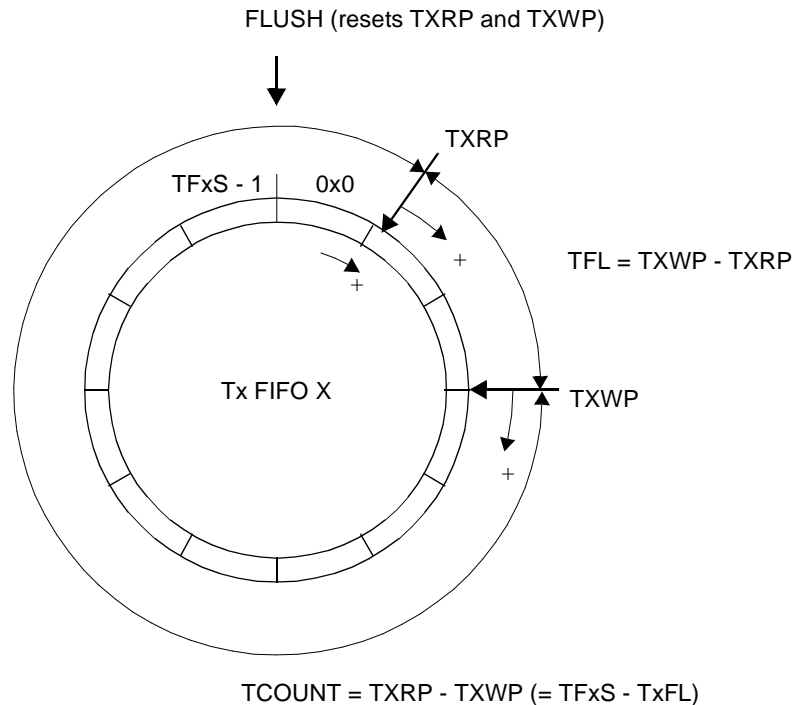 FLUSH (resets TXRP and TXWP)
TXRP
TFxS - 1
0x0
+
+
TFL = TXWP - TXRP
Tx FIFO X
TXWP
+
TCOUNT = TXRP - TXWP (= TFxS - TxFL)